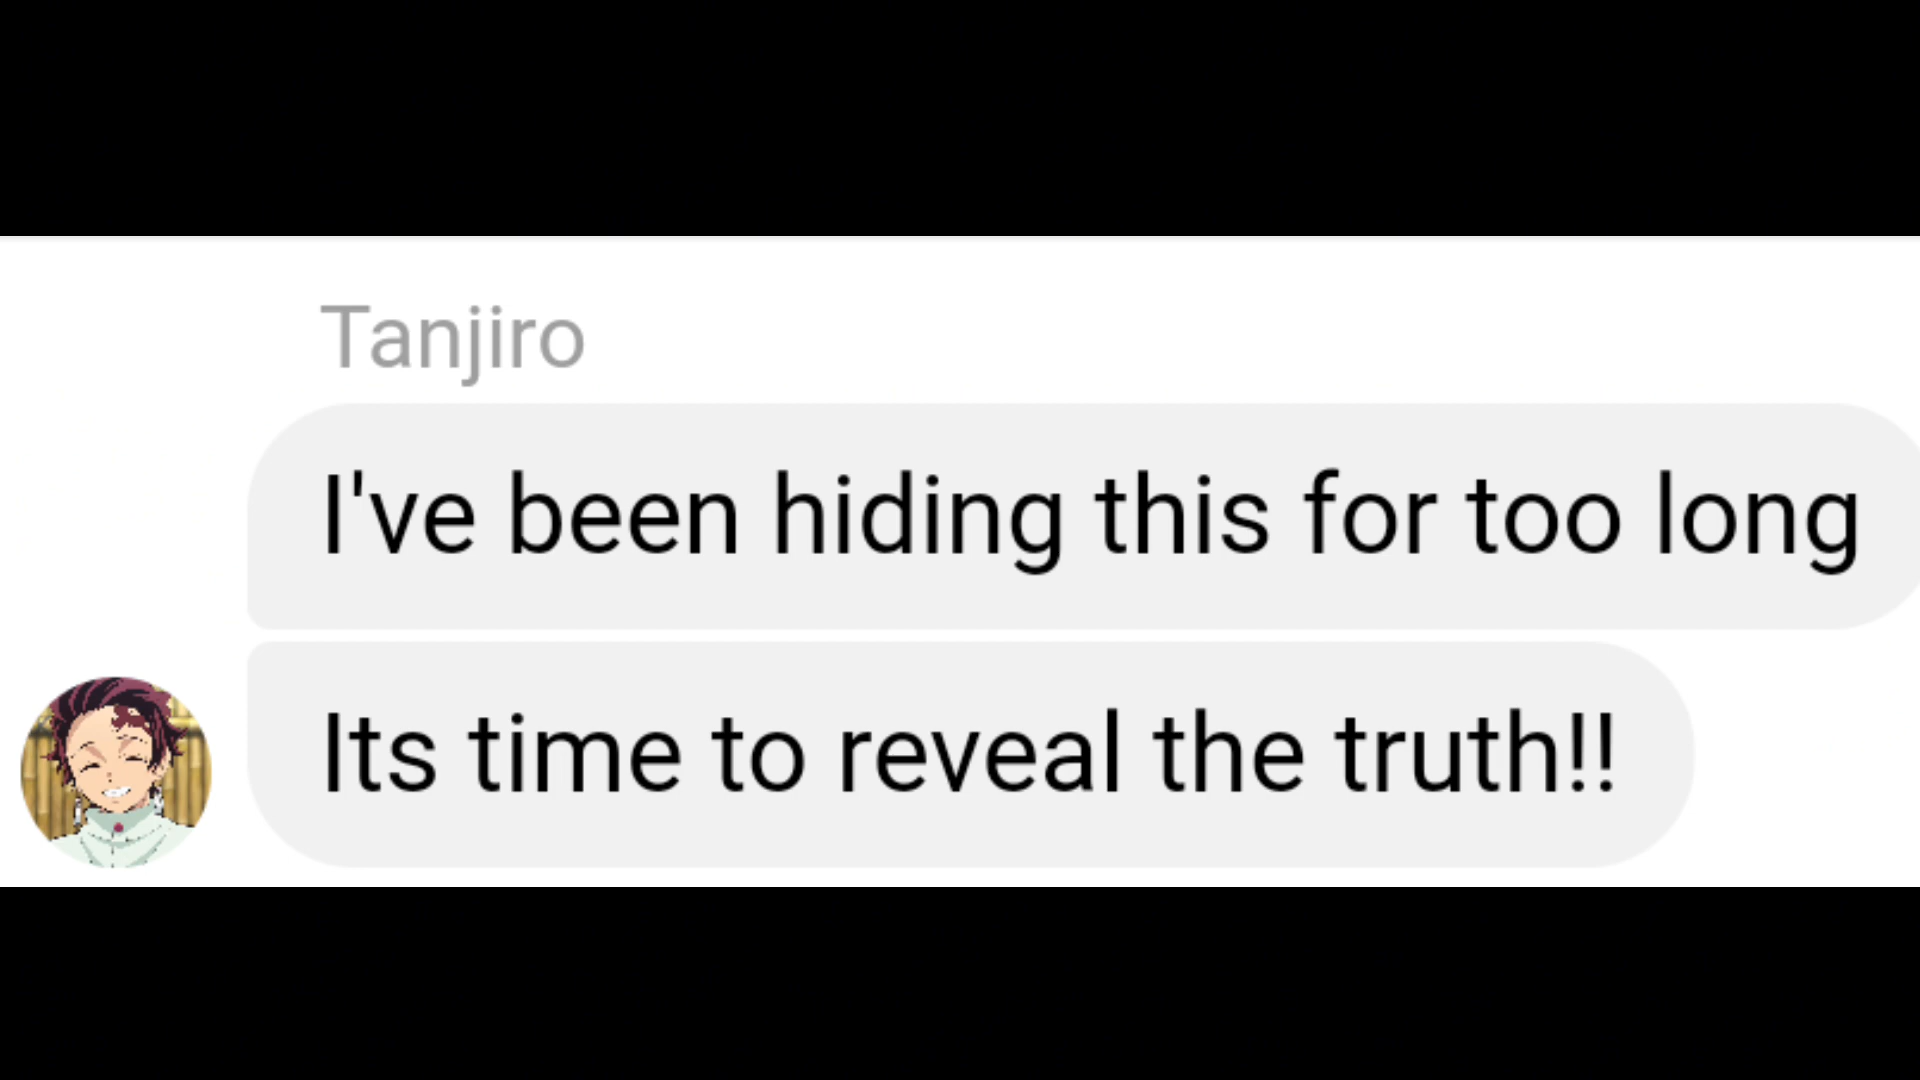 Tanjiro
I've been hiding this for too long
Its time to reveal the truth!!